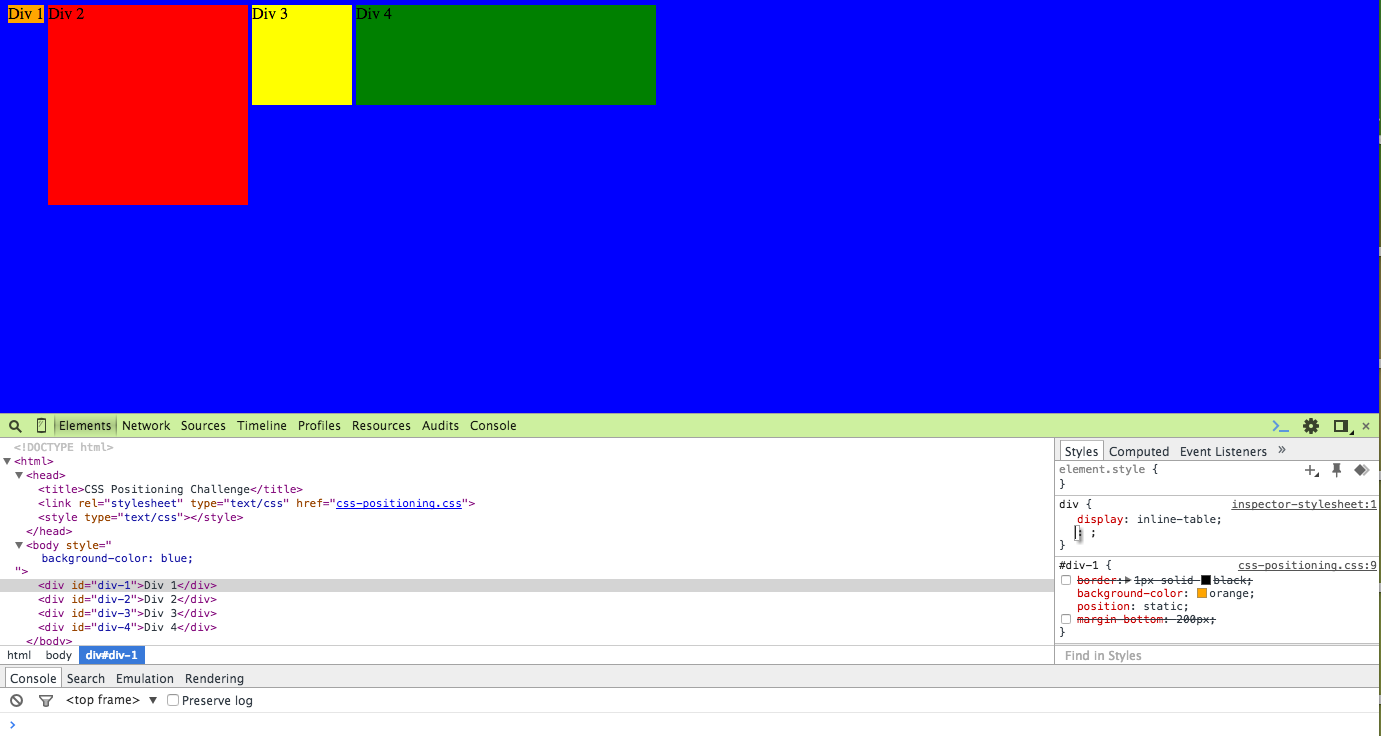 Div 1 Div 2 Div 3 Div 4
Elements Network Sources Timeline Profiles Resources Audits Console
<!DOCTYPE html>
<html>
<head>
<title>CSS Positioning Challenge</title>
<link rel="stylesheet" type="text/css" href="css-positioning.css">
<style type="text/css"></style>
</head>
<body style="
background-color: blue;
">
<div id="div-1">Div 1</div>
<div id="div-2">Div 2</div>
<div id="div-3">Div 3</div>
<div id="div-4">Div 4</div>
</body>
html body div#div-1
Styles Computed Event Listeners »
element.style {
}
div { inspector-stylesheet:1
display: inline-table;
: ;
}
#div-1 { css-positioning.css:9
border: 1px solid black;
background-color: orange;
position: static;
margin-bottom: 200px;
}
Find in Styles
Console Search Emulation Rendering
<top frame> ▼ Preserve log
>